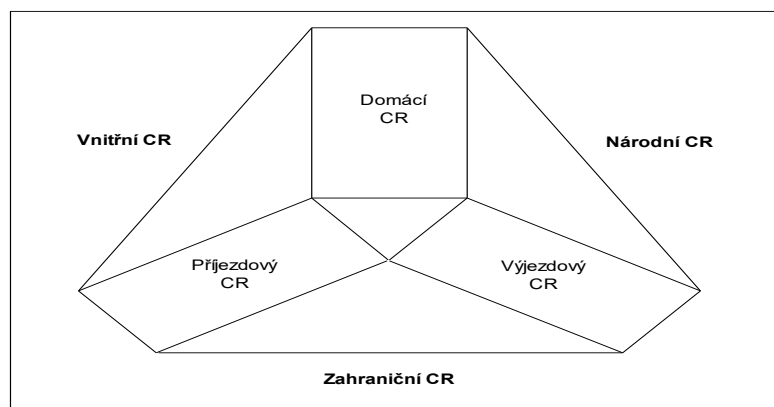 Domácí
CR
Vnitřní CR
Národní CR
Příjezdový
CR
Výjezdový
CR
Zahraniční CR